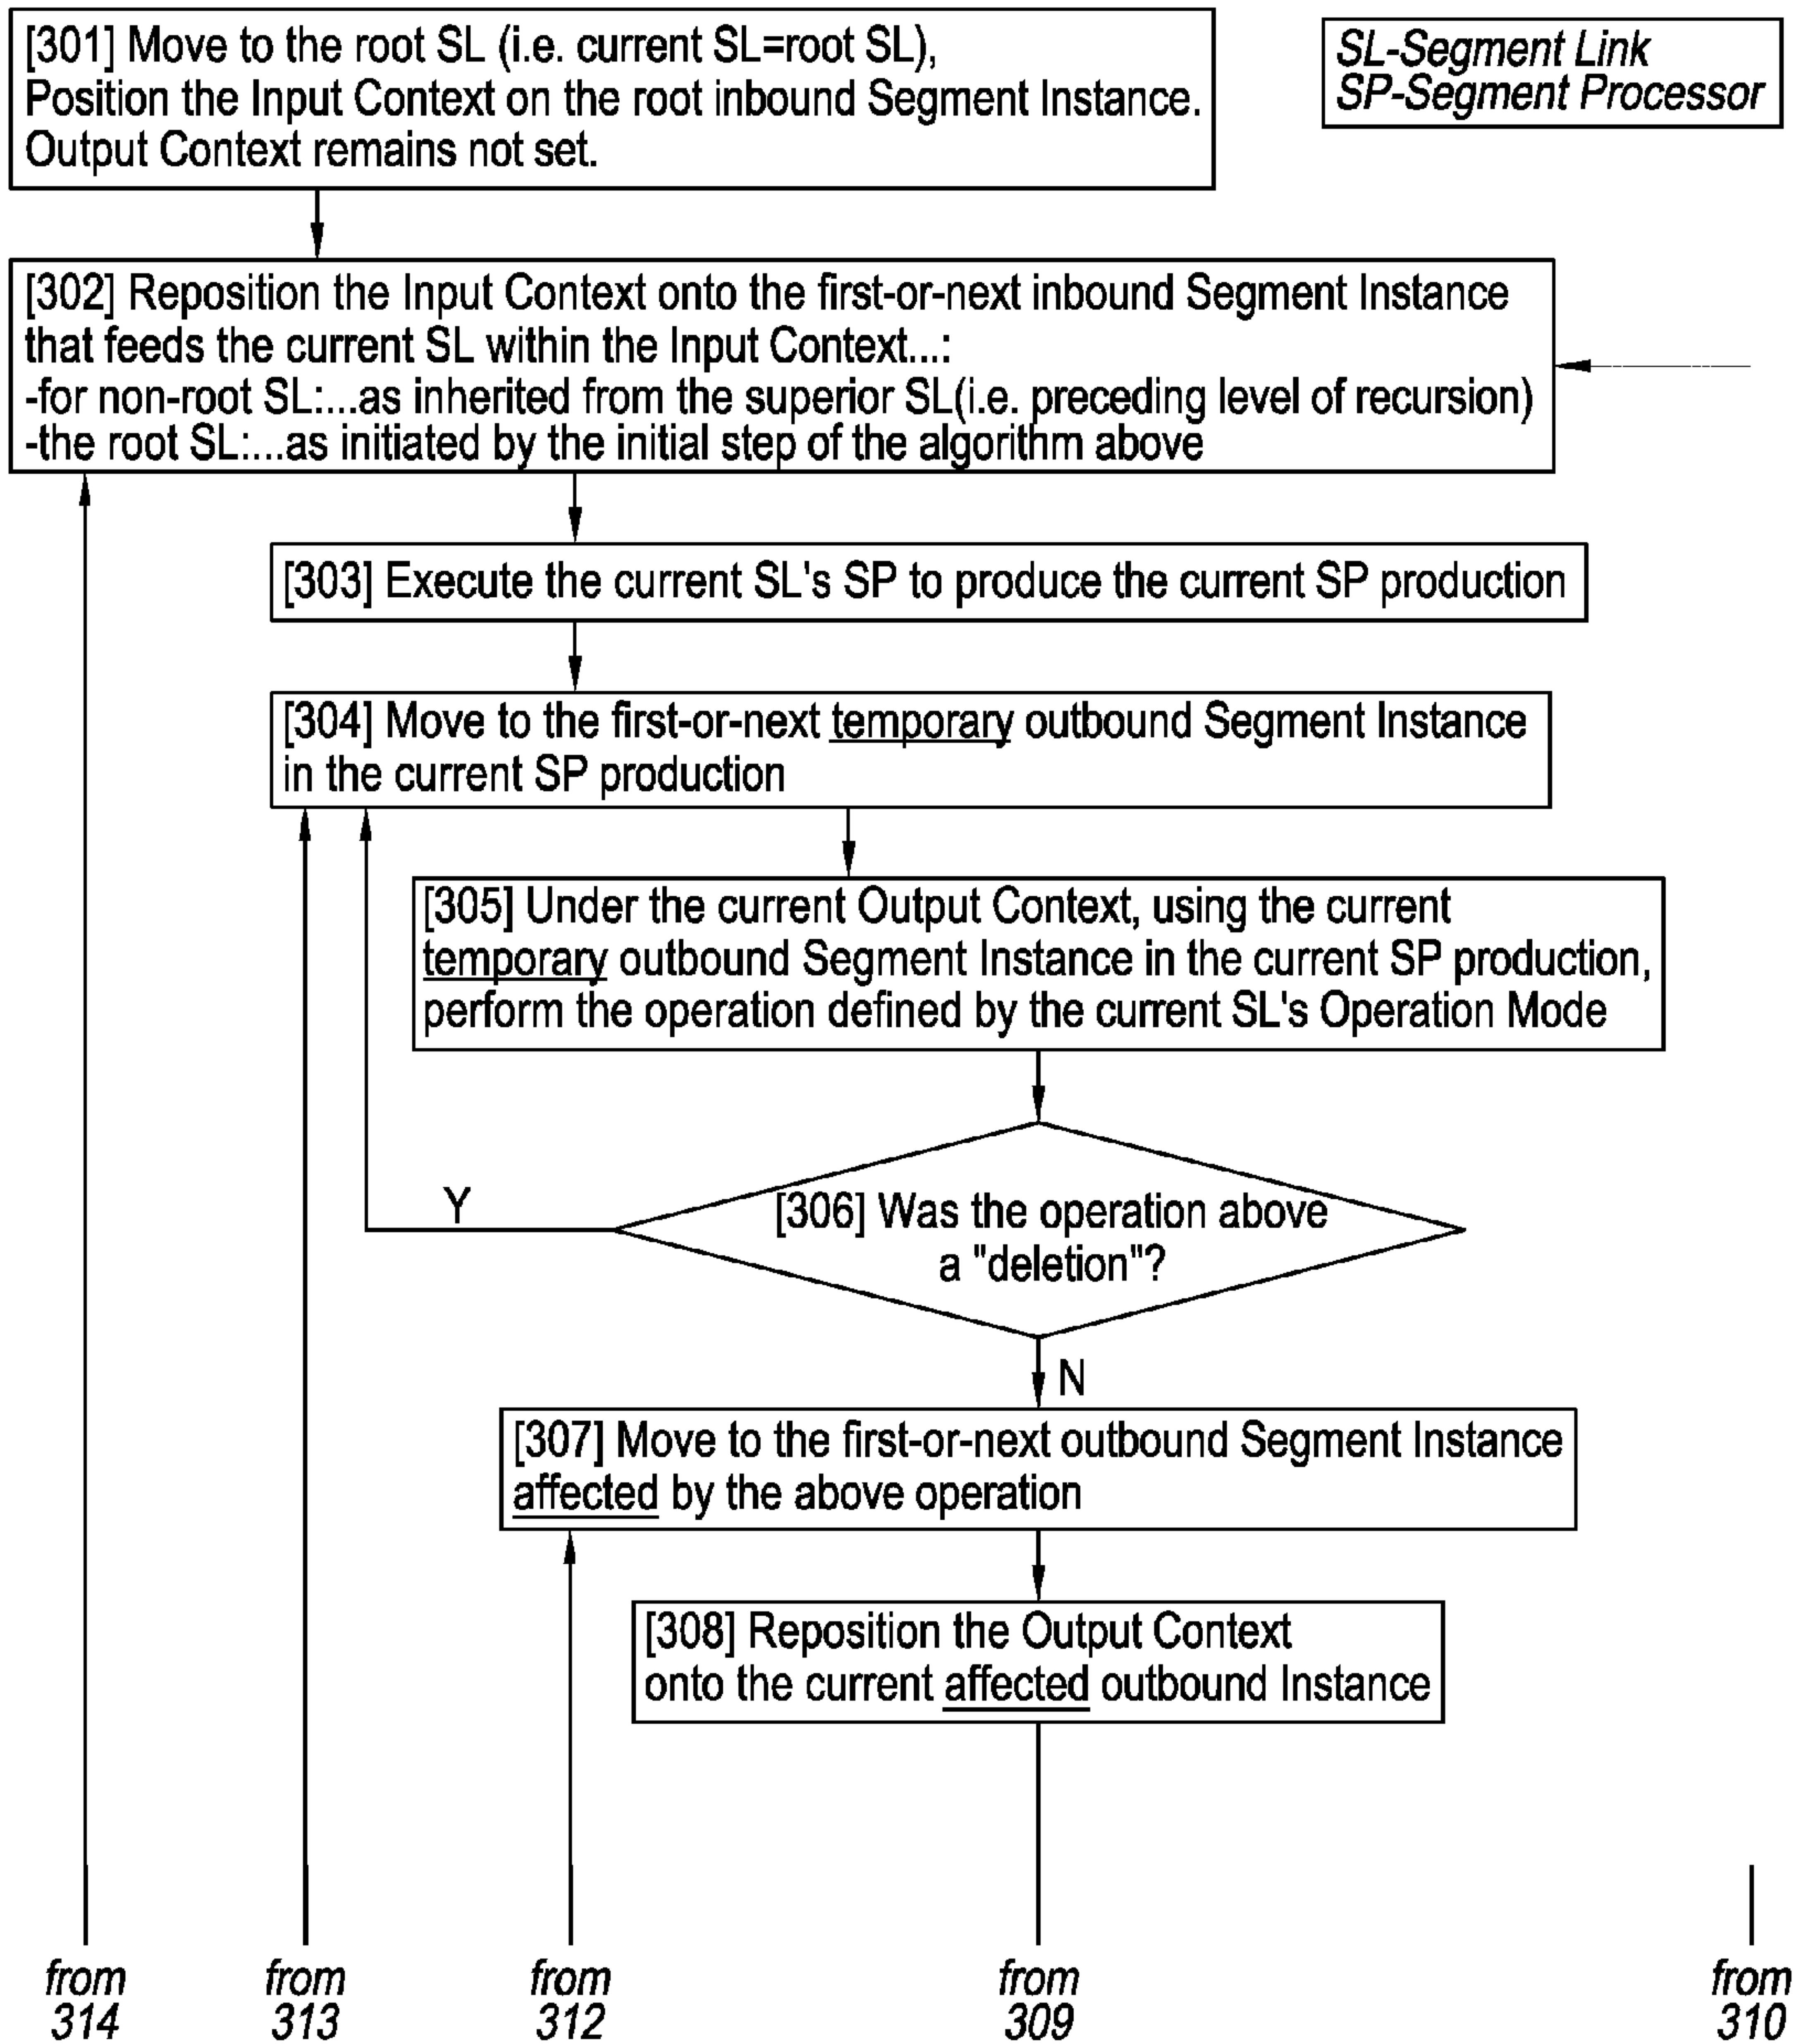 [301] Move to the root SL (i.e. current SL=root SL),
Position the Input Context on the root inbound Segment Instance.
Output Context remains not set.
SL-Segment Link
SP-Segment Processor
[302] Reposition the Input Context onto the first-or-next inbound Segment Instance
that feeds the current SL within the Input Context...:
-for non-root SL:...as inherited from the superior SL(i.e. preceding level of recursion)
-the root SL:...as initiated by the initial step of the algorithm above
[303] Execute the current SL's SP to produce the current SP production
[304] Move to the first-or-next temporary outbound Segment Instance
in the current SP production
[305] Under the current Output Context, using the current
temporary outbound Segment Instance in the current SP production,
perform the operation defined by the current SL's Operation Mode
Y
[306] Was the operation above
a "deletion"?
N
[307] Move to the first-or-next outbound Segment Instance
affected by the above operation
[308] Reposition the Output Context
onto the current affected outbound Instance
from
314
from
313
from
312
from
309
from
310